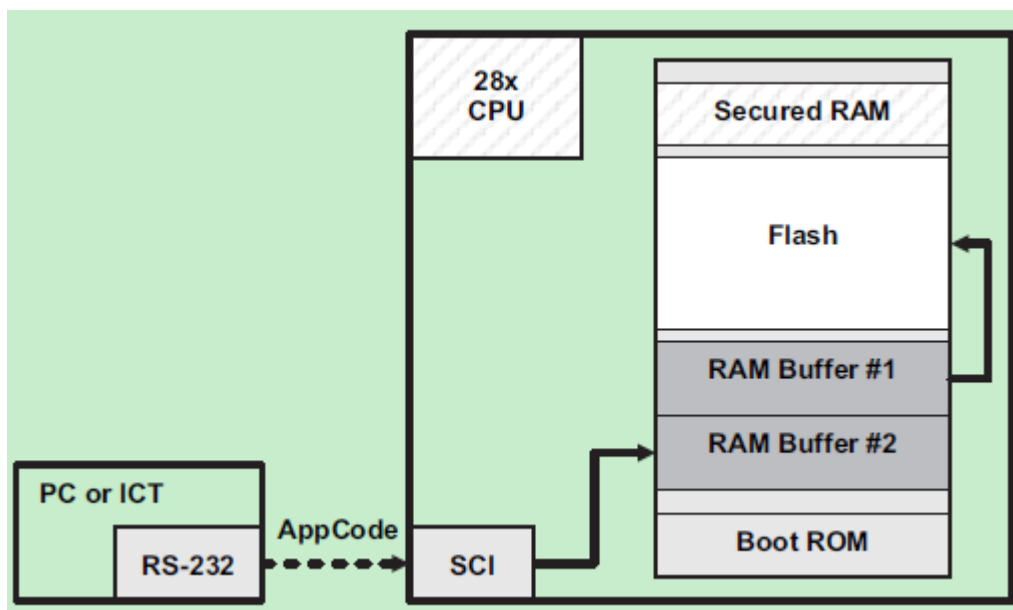 28x
CPU
Secured RAM
Flash
RAM Buffer #1
RAM Buffer #2
Boot ROM
PC or ICT
RS-232
AppCode
SCI